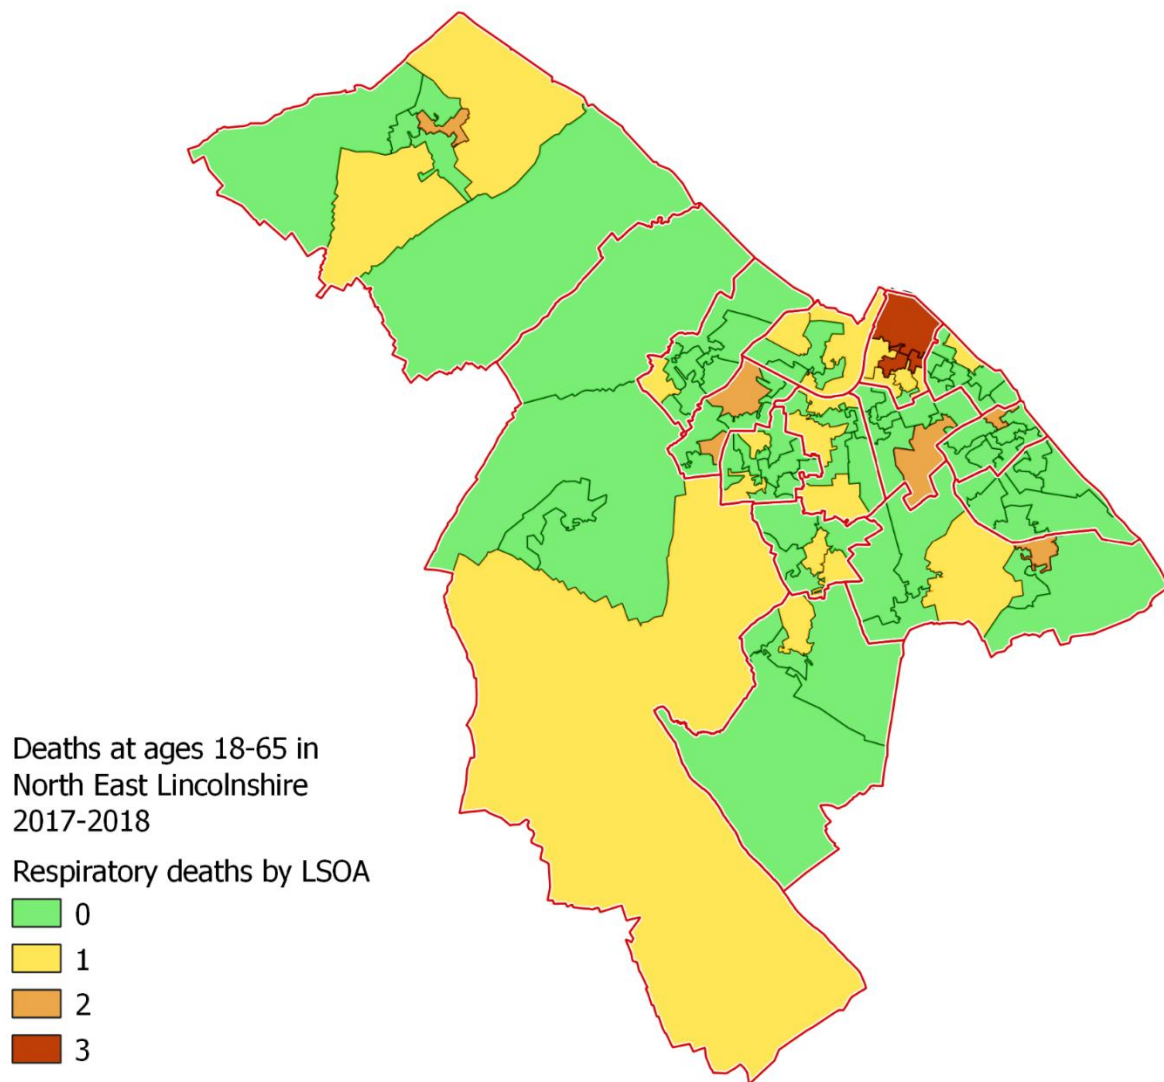 Deaths at ages 18-65 in
North East Lincolnshire
2017-2018
Respiratory deaths by LSOA
0
1
2
3